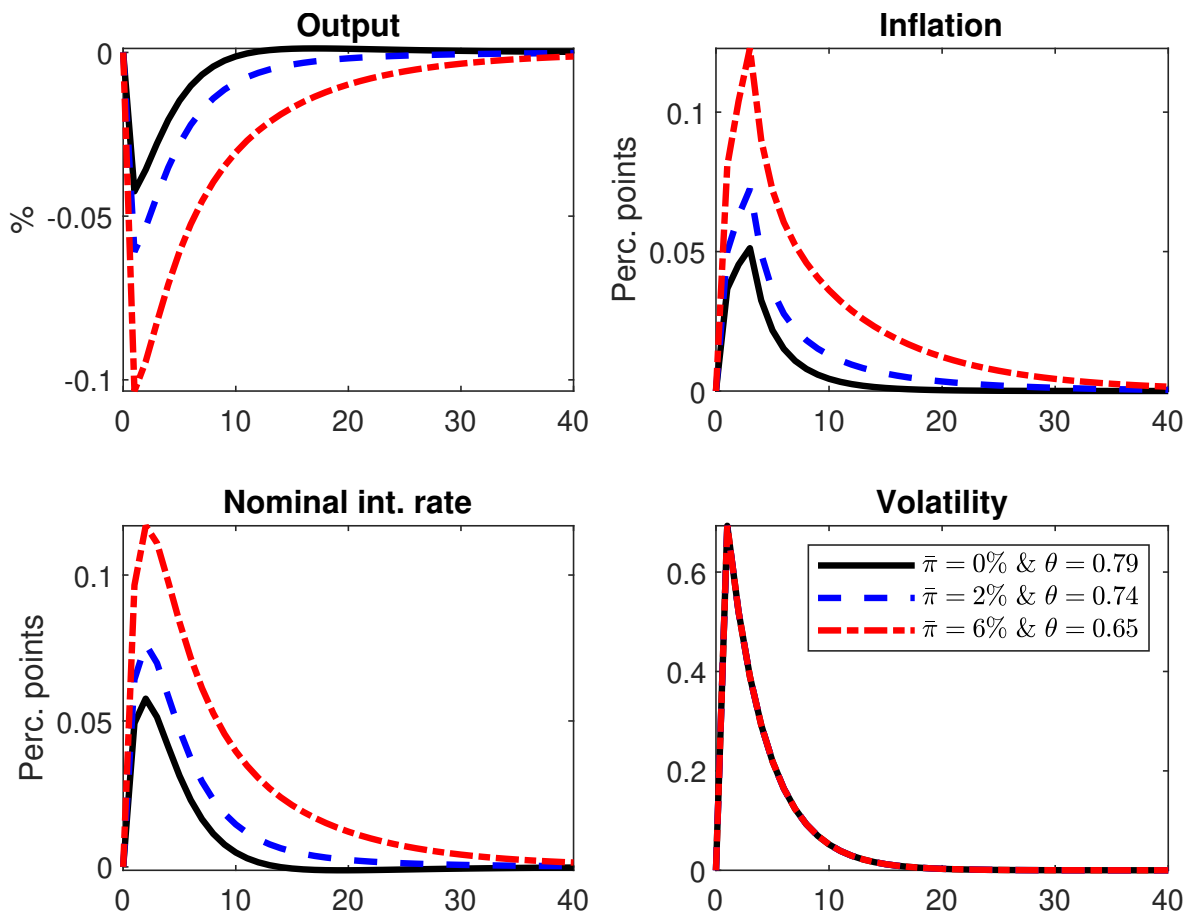 Output
0
-0.05
-0.1
%
0 10 20 30 40
Inflation
0.1
0.05
0
Perc. points
0 10 20 30 40
Nominal int. rate
0.1
0.05
0
Perc. points
0 10 20 30 40
Volatility
0.6
0.4
0.2
0
π̄ = 0% & θ = 0.79
π̄ = 2% & θ = 0.74
π̄ = 6% & θ = 0.65
0 10 20 30 40